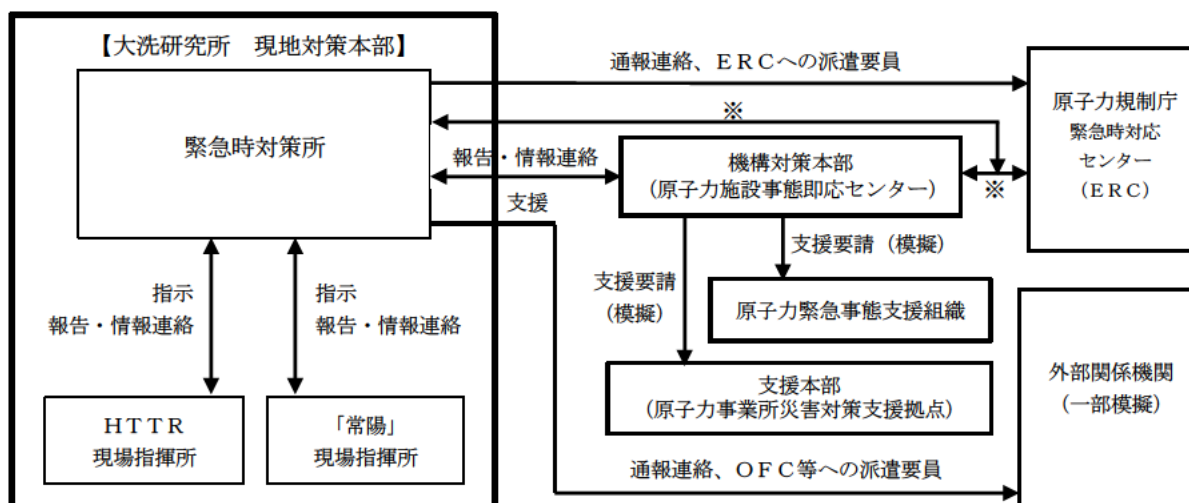 【大洗研究所　現地対策本部】
緊急時対策所
通報連絡、ＥＲＣへの派遣要員
※
報告・情報連絡
機構対策本部
（原子力施設事態即応センター）
※
原子力規制庁
緊急時対応
センター
（ＥＲＣ）
支援
支援要請（模擬）
支援要請
（模擬）
原子力緊急事態支援組織
支援本部
（原子力事業所災害対策支援拠点）
指示
報告・情報連絡
指示
報告・情報連絡
ＨＴＴＲ
現場指揮所
「常陽」
現場指揮所
外部関係機関
（一部模擬）
通報連絡、ＯＦＣ等への派遣要員